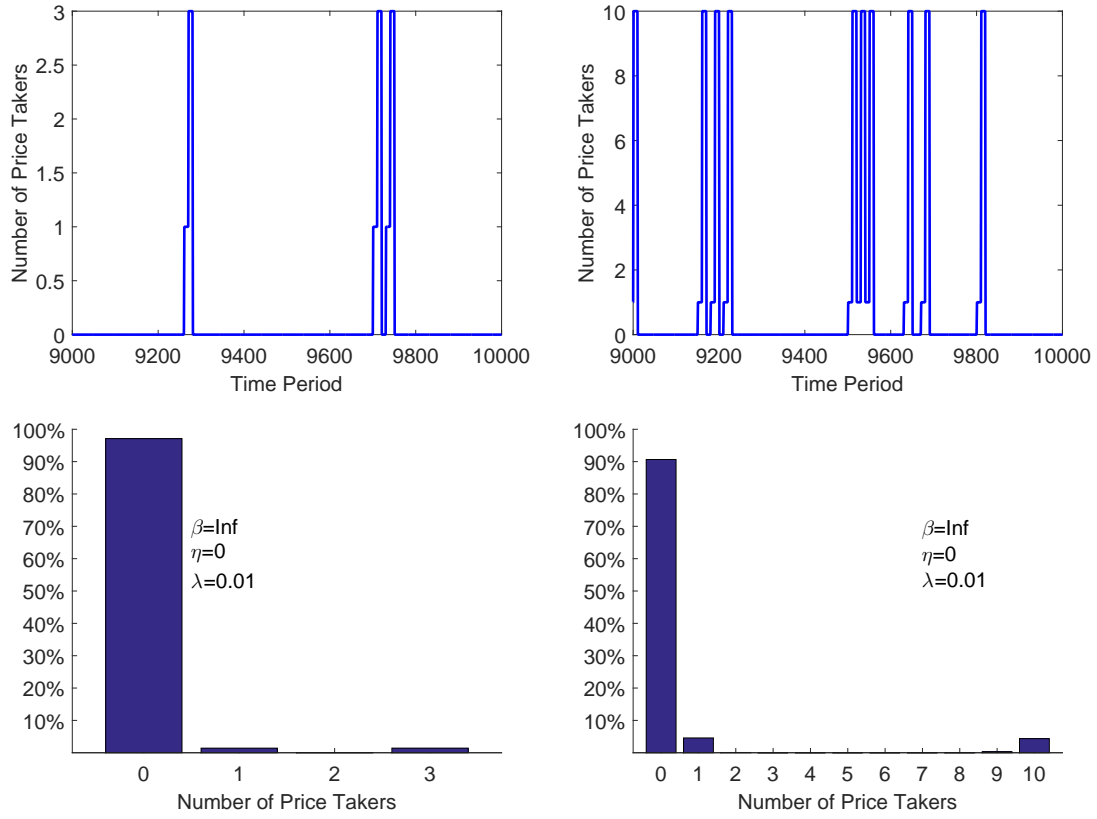 3
2.5
2
1.5
1
0.5
0
Number of Price Takers
9000 9200 9400 9600 9800 10000
Time Period
10
8
6
4
2
0
Number of Price Takers
9000 9200 9400 9600 9800 10000
Time Period
100%
90%
80%
70%
60%
50%
40%
30%
20%
10%
β=Inf
η=0
λ=0.01
0 1 2 3
Number of Price Takers
100%
90%
80%
70%
60%
50%
40%
30%
20%
10%
β=Inf
η=0
λ=0.01
0 1 2 3 4 5 6 7 8 9 10
Number of Price Takers